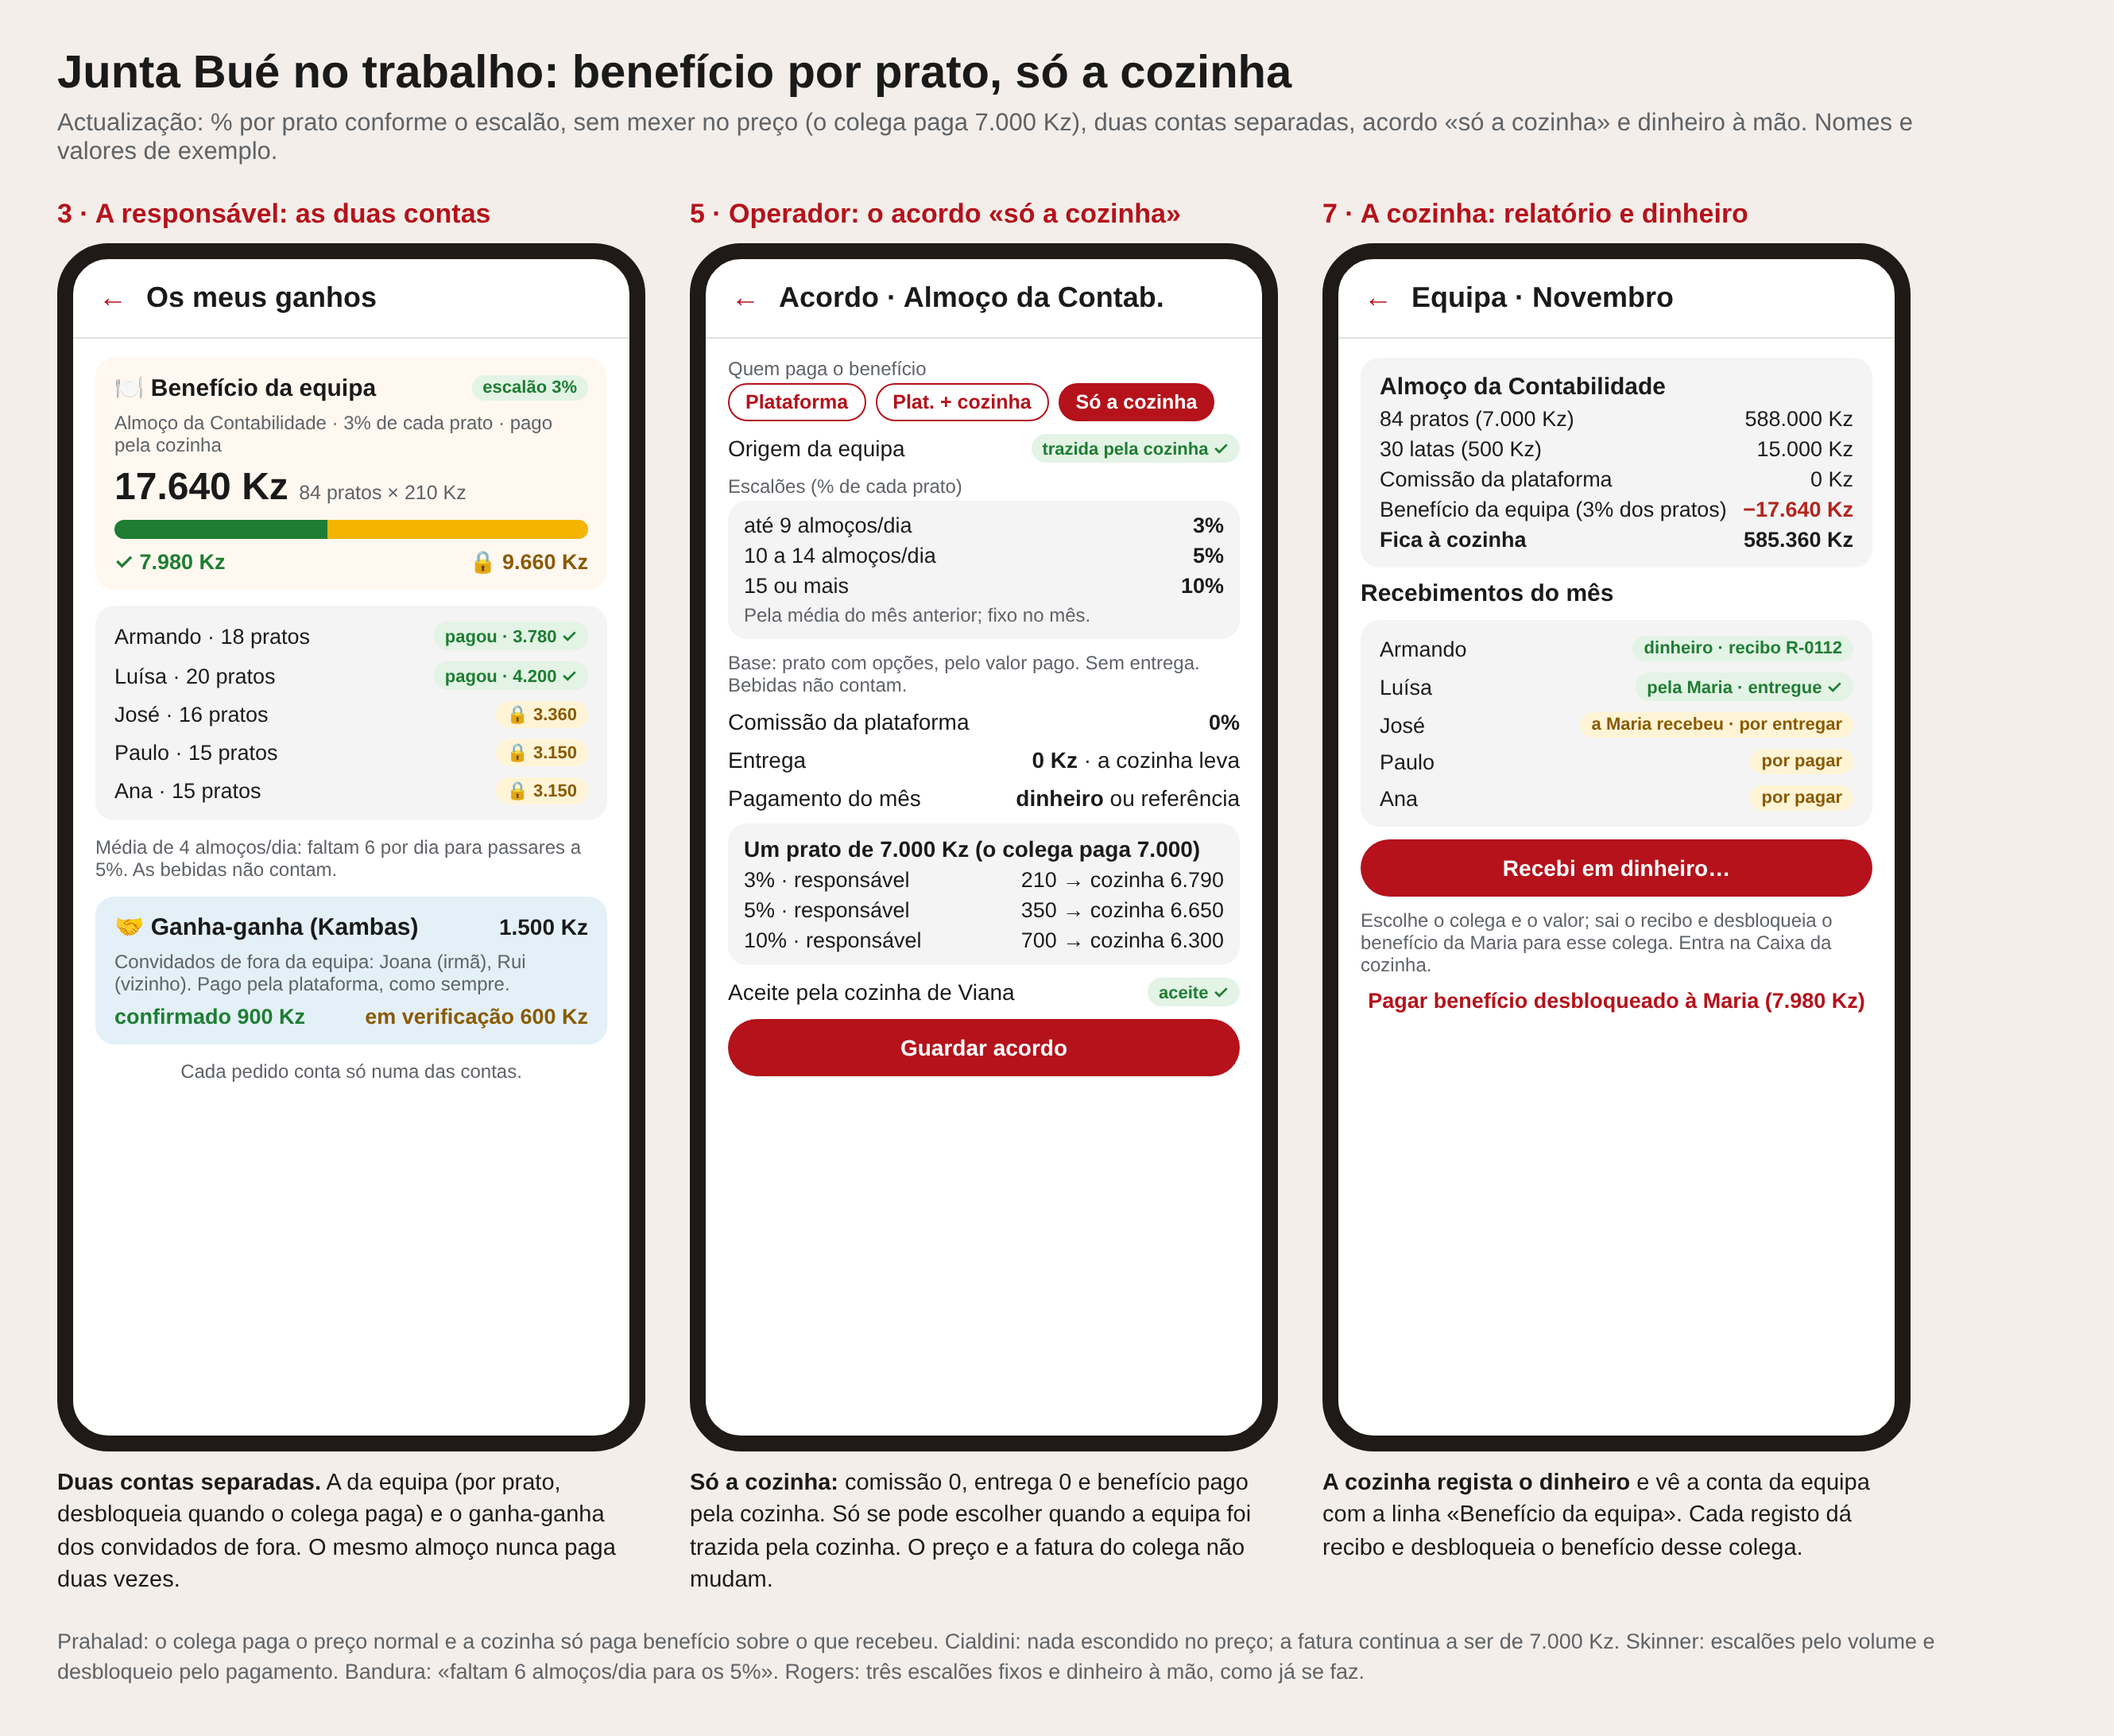 Junta Bué no trabalho: benefício por prato, só a cozinha
Actualização: % por prato conforme o escalão, sem mexer no preço (o colega paga 7.000 Kz), duas contas separadas, acordo «só a cozinha» e dinheiro à mão. Nomes e
valores de exemplo.
3 · A responsável: as duas contas
← Os meus ganhos
🍽️ Benefício da equipa escalão 3%
Almoço da Contabilidade · 3% de cada prato · pago
pela cozinha
17.640 Kz 84 pratos × 210 Kz
✓ 7.980 Kz 🔒 9.660 Kz
Armando · 18 pratos pagou · 3.780 ✓
Luísa · 20 pratos pagou · 4.200 ✓
José · 16 pratos 🔒 3.360
Paulo · 15 pratos 🔒 3.150
Ana · 15 pratos 🔒 3.150
Média de 4 almoços/dia: faltam 6 por dia para passares a
5%. As bebidas não contam.
🤝 Ganha-ganha (Kambas) 1.500 Kz
Convidados de fora da equipa: Joana (irmã), Rui
(vizinho). Pago pela plataforma, como sempre.
confirmado 900 Kz em verificação 600 Kz
Cada pedido conta só numa das contas.
Duas contas separadas. A da equipa (por prato,
desbloqueia quando o colega paga) e o ganha-ganha
dos convidados de fora. O mesmo almoço nunca paga
duas vezes.
5 · Operador: o acordo «só a cozinha»
← Acordo · Almoço da Contab.
Quem paga o benefício
Plataforma Plat. + cozinha Só a cozinha
Origem da equipa trazida pela cozinha ✓
Escalões (% de cada prato)
até 9 almoços/dia 3%
10 a 14 almoços/dia 5%
15 ou mais 10%
Pela média do mês anterior; fixo no mês.
Base: prato com opções, pelo valor pago. Sem entrega.
Bebidas não contam.
Comissão da plataforma 0%
Entrega 0 Kz · a cozinha leva
Pagamento do mês dinheiro ou referência
Um prato de 7.000 Kz (o colega paga 7.000)
3% · responsável 210 → cozinha 6.790
5% · responsável 350 → cozinha 6.650
10% · responsável 700 → cozinha 6.300
Aceite pela cozinha de Viana aceite ✓
Guardar acordo
Só a cozinha: comissão 0, entrega 0 e benefício pago
pela cozinha. Só se pode escolher quando a equipa foi
trazida pela cozinha. O preço e a fatura do colega não
mudam.
7 · A cozinha: relatório e dinheiro
← Equipa · Novembro
Almoço da Contabilidade
84 pratos (7.000 Kz) 588.000 Kz
30 latas (500 Kz) 15.000 Kz
Comissão da plataforma 0 Kz
Benefício da equipa (3% dos pratos) −17.640 Kz
Fica à cozinha 585.360 Kz
Recebimentos do mês
Armando dinheiro · recibo R-0112
Luísa pela Maria · entregue ✓
José a Maria recebeu · por entregar
Paulo por pagar
Ana por pagar
Recebi em dinheiro…
Escolhe o colega e o valor; sai o recibo e desbloqueia o
benefício da Maria para esse colega. Entra na Caixa da
cozinha.
Pagar benefício desbloqueado à Maria (7.980 Kz)
A cozinha regista o dinheiro e vê a conta da equipa
com a linha «Benefício da equipa». Cada registo dá
recibo e desbloqueia o benefício desse colega.
Prahalad: o colega paga o preço normal e a cozinha só paga benefício sobre o que recebeu. Cialdini: nada escondido no preço; a fatura continua a ser de 7.000 Kz. Skinner: escalões pelo volume e
desbloqueio pelo pagamento. Bandura: «faltam 6 almoços/dia para os 5%». Rogers: três escalões fixos e dinheiro à mão, como já se faz.